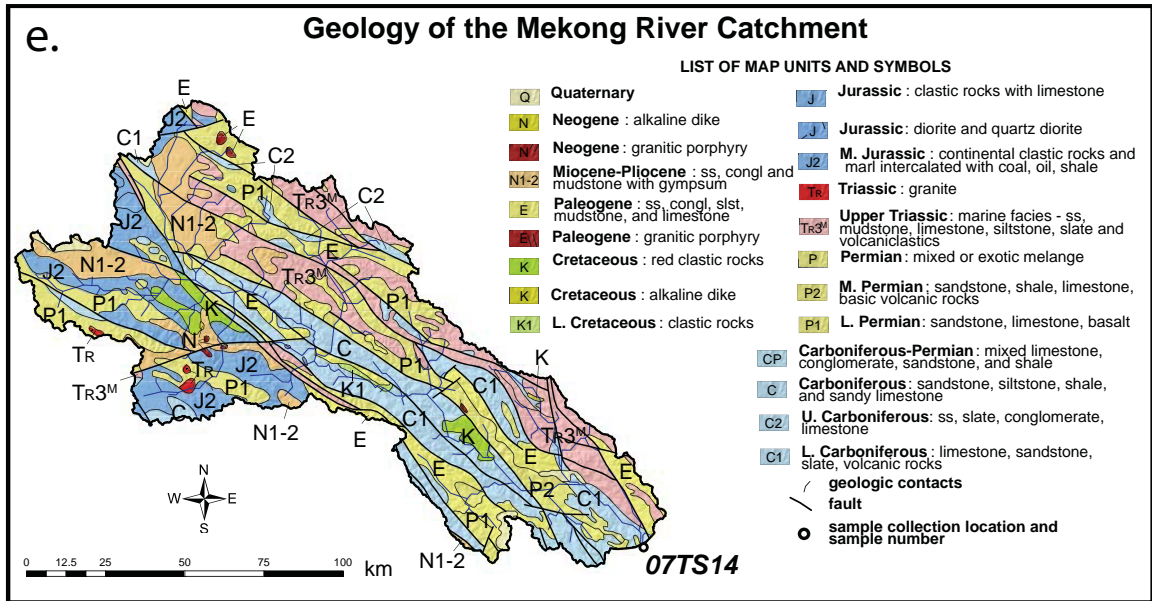 e.
Geology of the Mekong River Catchment
LIST OF MAP UNITS AND SYMBOLS
Q Quaternary
N Neogene : alkaline dike
N Neogene : granitic porphyry
N1-2 Miocene-Pliocene : ss, congl and
mudstone with gympsum
E Paleogene : ss, congl, slst,
mudstone, and limestone
E Paleogene : granitic porphyry
K Cretaceous : red clastic rocks
K Cretaceous : alkaline dike
K1 L. Cretaceous : clastic rocks
J Jurassic : clastic rocks with limestone
J Jurassic : diorite and quartz diorite
J2 M. Jurassic : continental clastic rocks and
marl intercalated with coal, oil, shale
TR Triassic : granite
TR3M Upper Triassic: marine facies - ss,
mudstone, limestone, siltstone, slate and
volcaniclastics
P Permian: mixed or exotic melange
P2 M. Permian: sandstone, shale, limestone,
basic volcanic rocks
P1 L. Permian: sandstone, limestone, basalt
CP Carboniferous-Permian: mixed limestone,
conglomerate, sandstone, and shale
C Carboniferous: sandstone, siltstone, shale,
and sandy limestone
C2 U. Carboniferous: ss, slate, conglomerate,
limestone
C1 L. Carboniferous : limestone, sandstone,
slate, volcanic rocks
geologic contacts
fault
sample collection location and
sample number
E
J2
E
C1
C2
P1
TR3M
C2
J2
N1-2
E
N1-2
J2
TR3M
P1
K
E
P1
P1
C
N
TR
TR
J2
P1
K
TR3M
P1
K1
C1
J2
C
C1
N1-2
E
K
TR3M
E
E
E
P2
C1
P1
N1-2
07TS14
N
W E
S
0 12.5 25 50 75 100
km